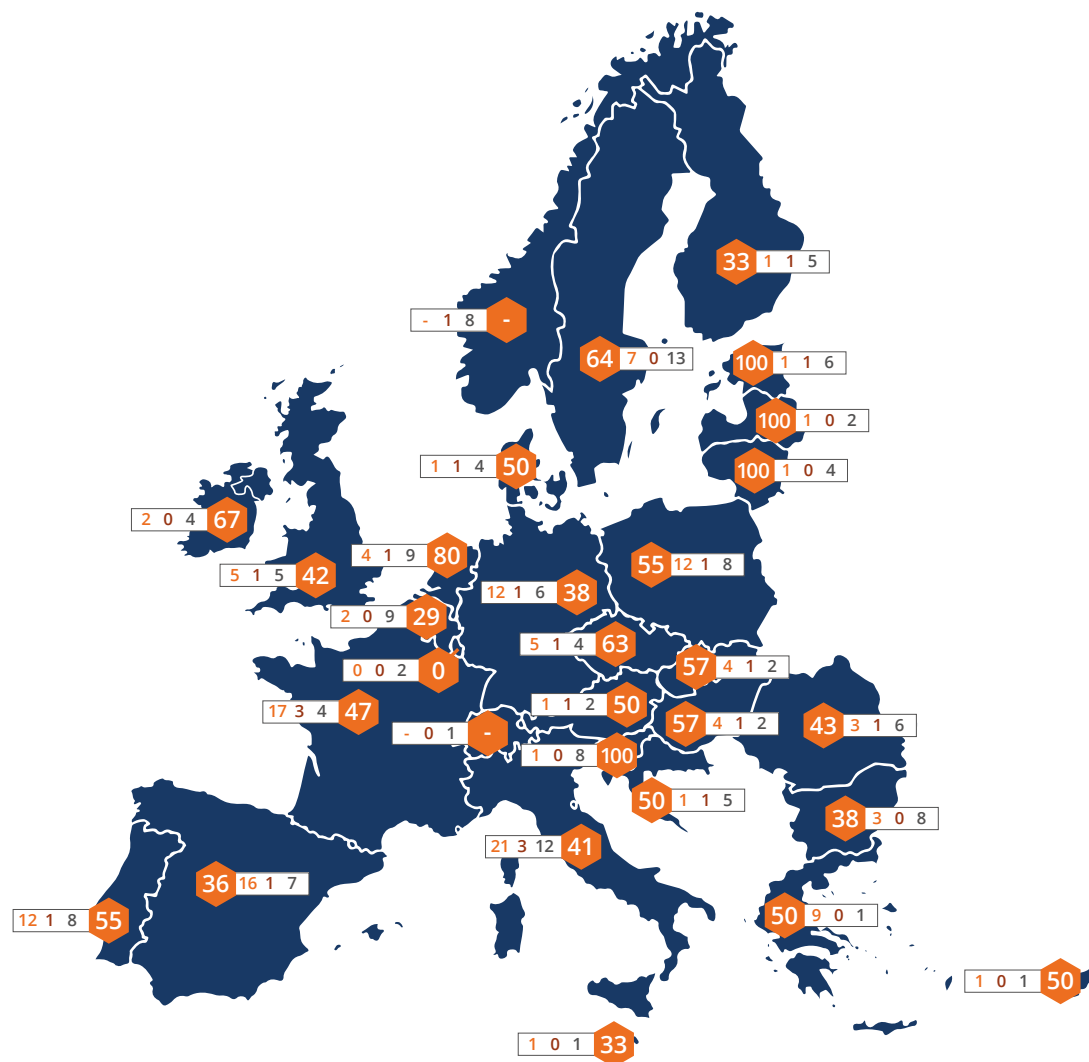 33 1 1 5
- 1 8 -
64 7 0 13
100 1 1 6
100 1 0 2
1 1 4 50
100 1 0 4
2 0 4 67
4 1 9 80
55 12 1 8
5 1 5 42
12 1 6 38
2 0 9 29
5 1 4 63
0 0 2 0
57 4 1 2
1 1 2 50
17 3 4 47
57 4 1 2
43 3 1 6
- 0 1 -
1 0 8 100
50 1 1 5
38 3 0 8
21 3 12 41
36 16 1 7
50 9 0 1
12 1 8 55
1 0 1 50
1 0 1 33